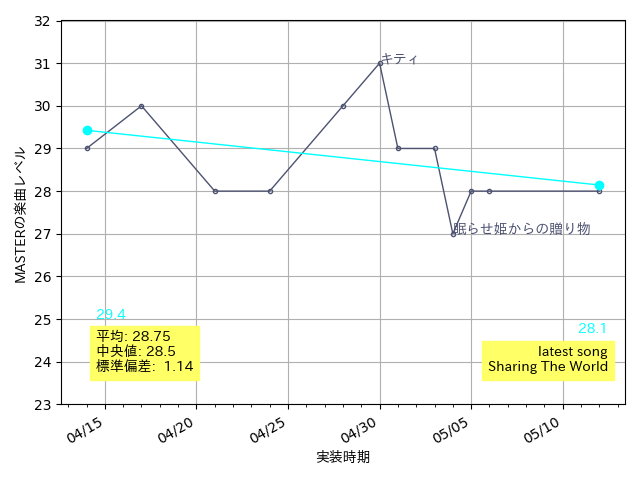 32
31
30
29
28
27
26
25
24
23
MASTERの楽曲レベル
キティ
眠らせ姫からの贈り物
29.4
平均: 28.75
中央値: 28.5
標準偏差: 1.14
28.1
latest song
Sharing The World
04/15
04/20
04/25
04/30
05/05
05/10
実装時期